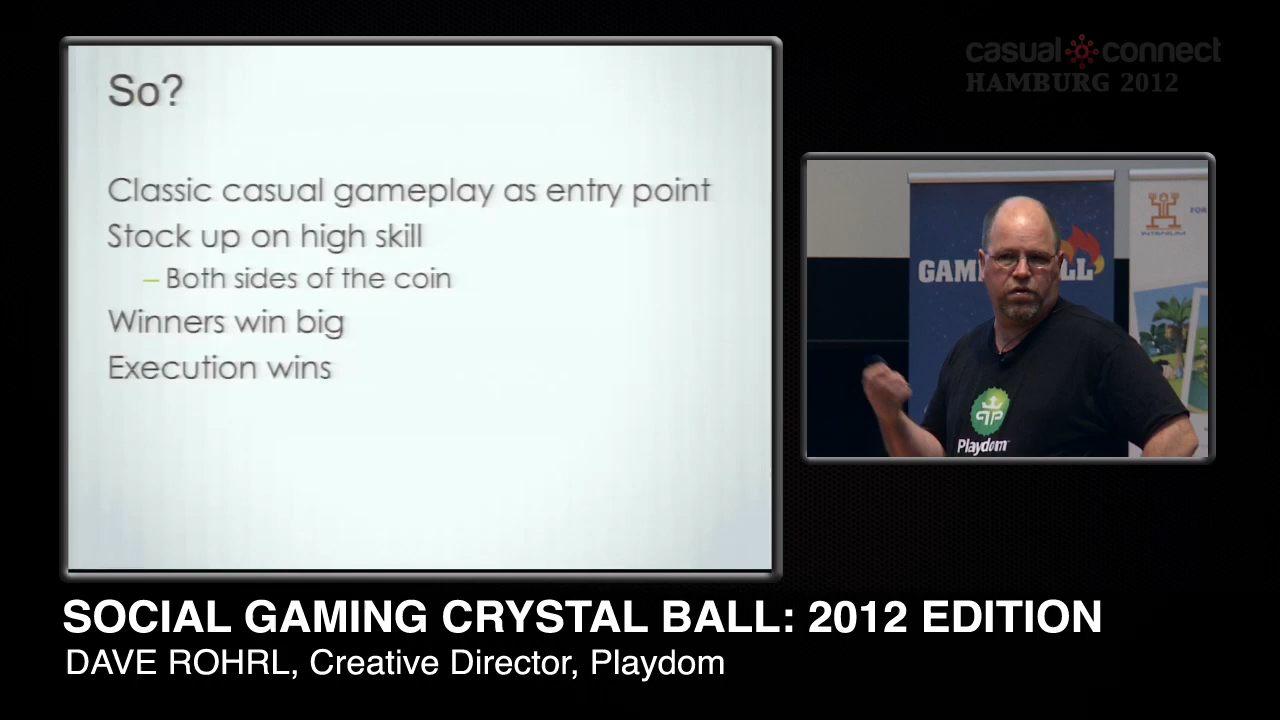 casual connect
HAMBURG 2012
So?
Classic casual gameplay as entry point
Stock up on high skill
– Both sides of the coin
Winners win big
Execution wins
FOR
INTENIUM
Playdom
SOCIAL GAMING CRYSTAL BALL: 2012 EDITION
DAVE ROHRL, Creative Director, Playdom